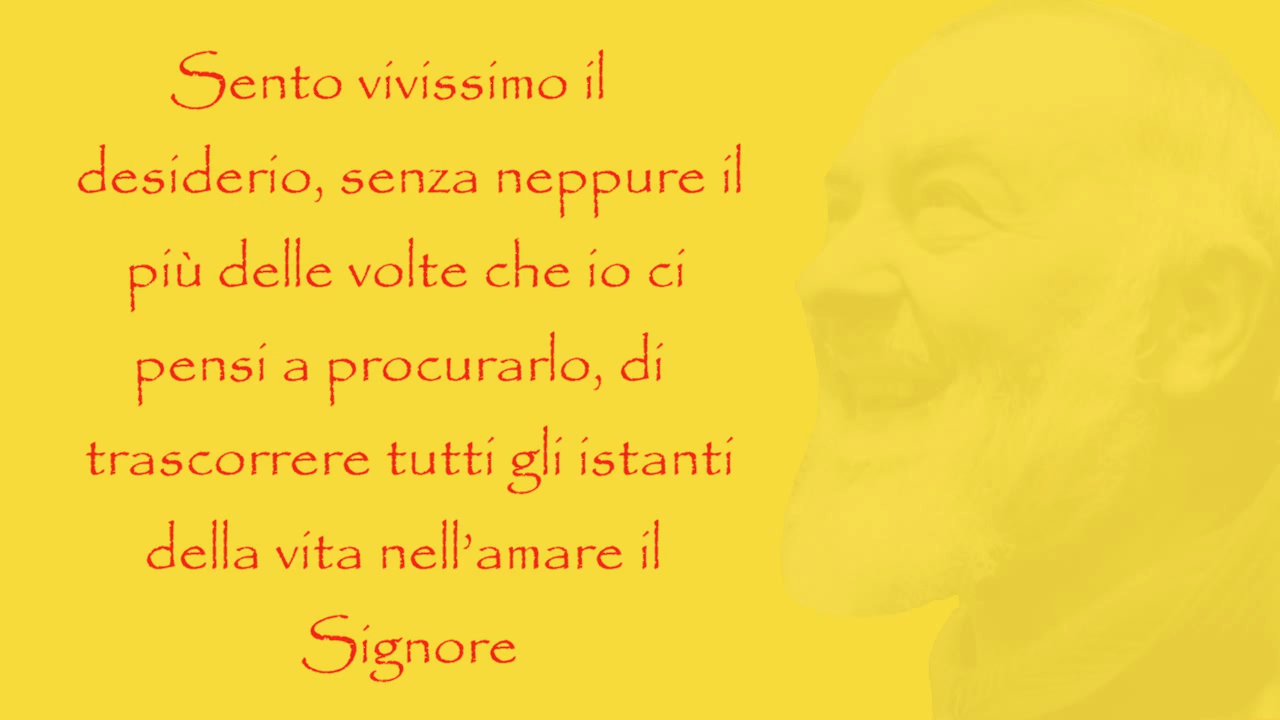 Sento vivissimo il
desiderio, senza neppure il
più delle volte che io ci
pensi a procurarlo, di
trascorrere tutti gli istanti
della vita nell’amare il
Signore